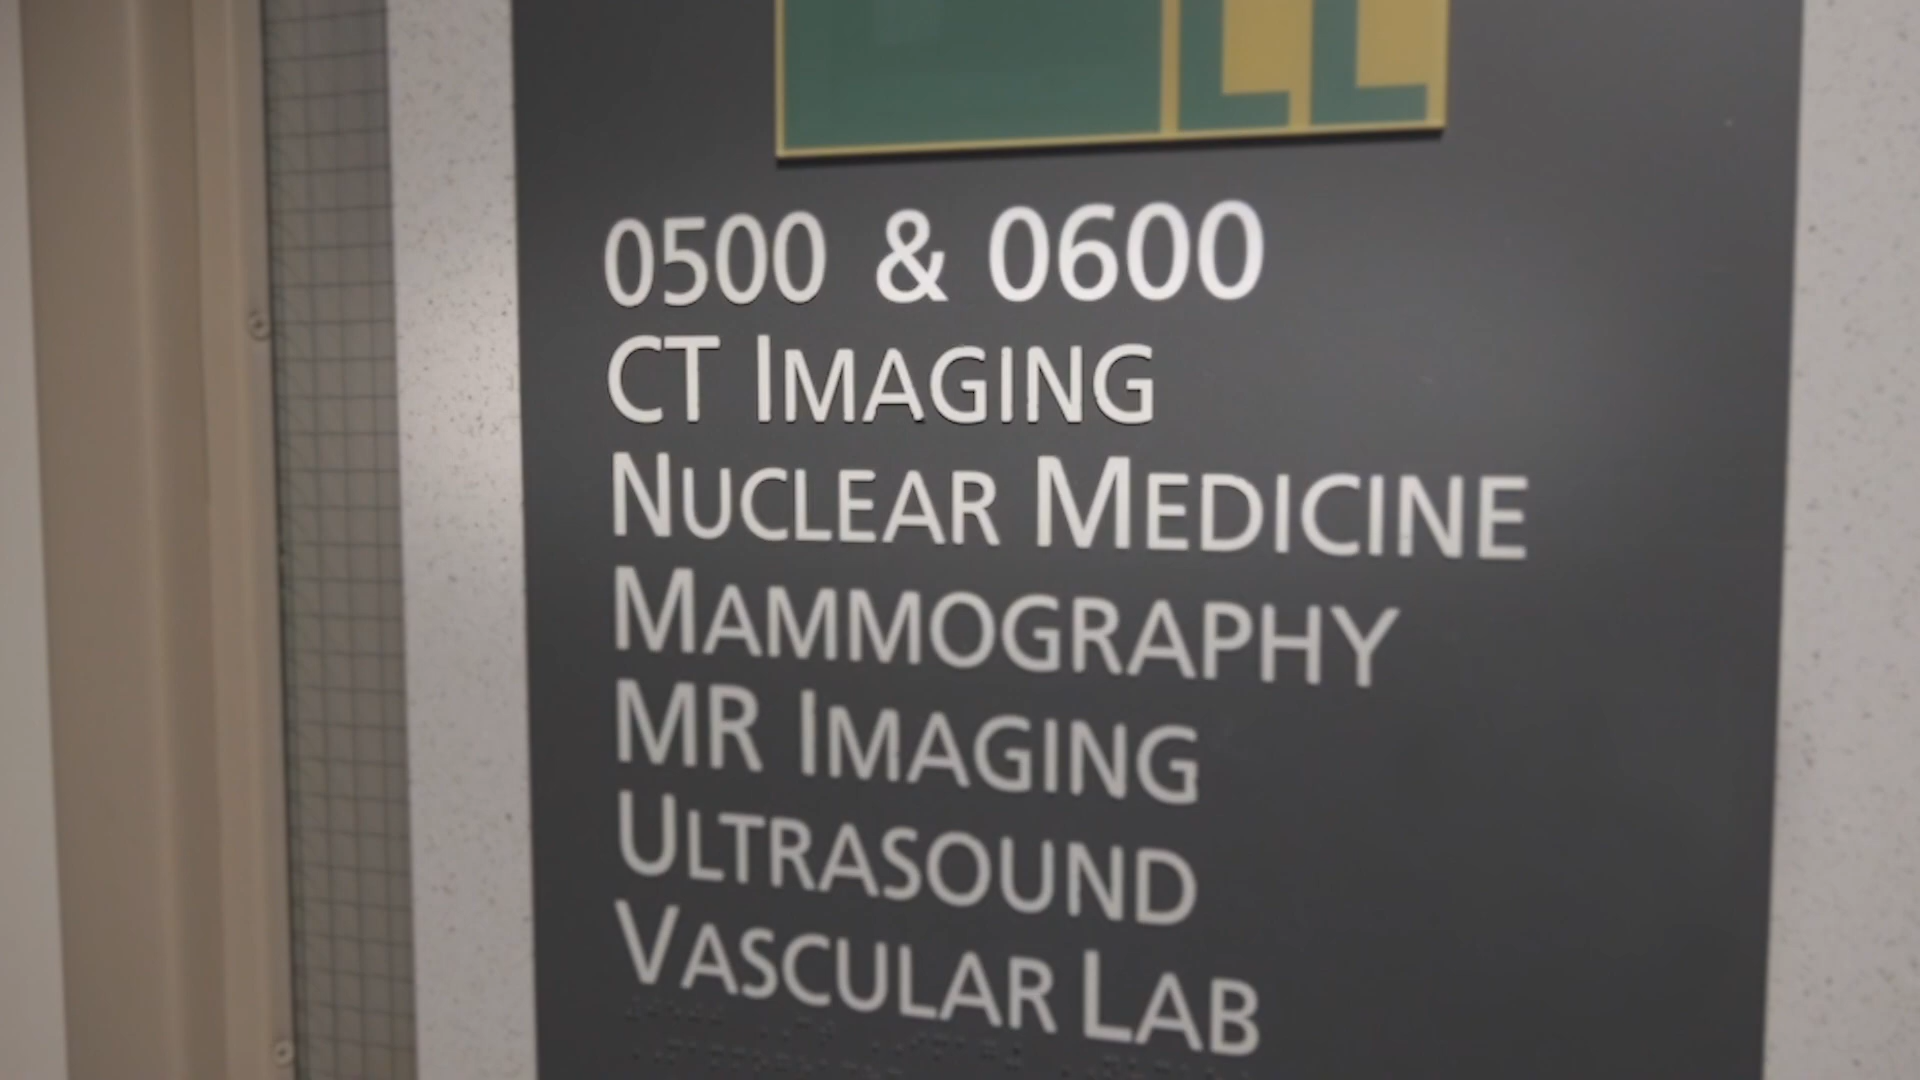 0500 & 0600
CT IMAGING
NUCLEAR MEDICINE
MAMMOGRAPHY
MR IMAGING
ULTRASOUND
VASCULAR LAB